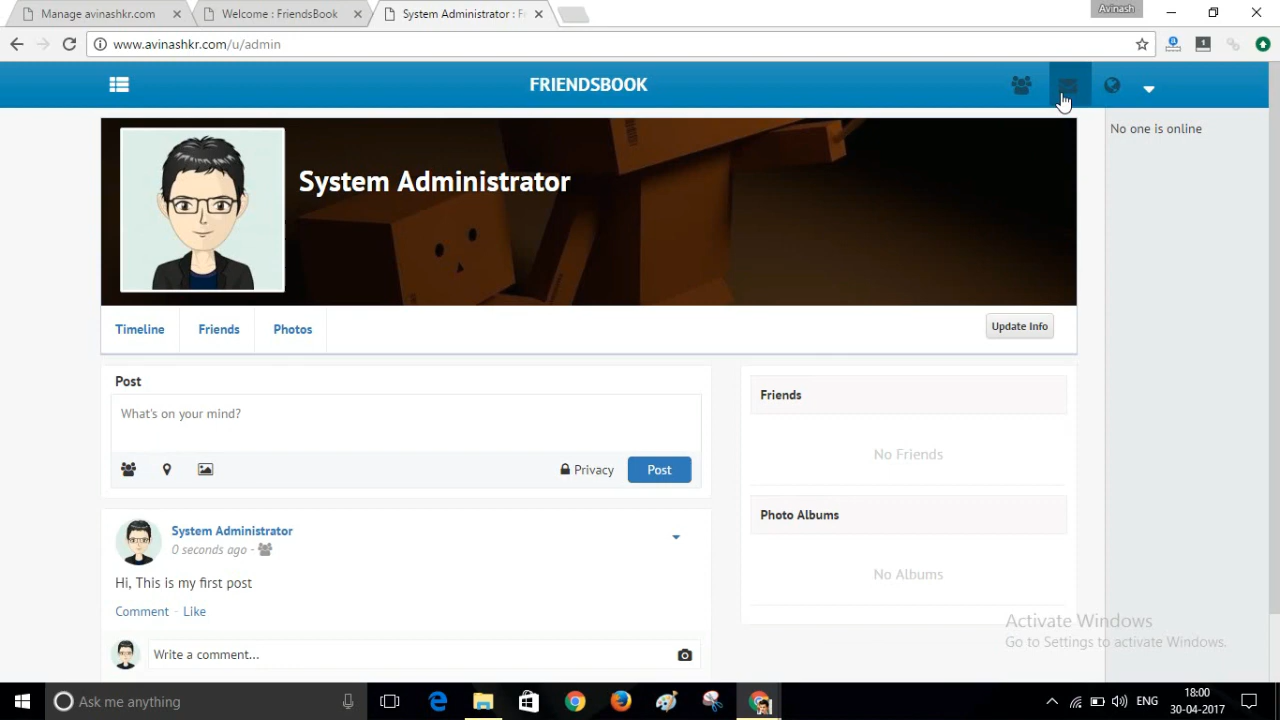 Manage avinashkr.com
Welcome : FriendsBook
System Administrator : F
Avinash
www.avinashkr.com/u/admin
FRIENDSBOOK
No one is online
System Administrator
Timeline
Friends
Photos
Update Info
Post
What's on your mind?
Privacy
Post
Friends
No Friends
Photo Albums
No Albums
System Administrator
0 seconds ago -
Hi, This is my first post
Comment - Like
Write a comment...
Activate Windows
Go to Settings to activate Windows.
Ask me anything
ENG
18:00
30-04-2017